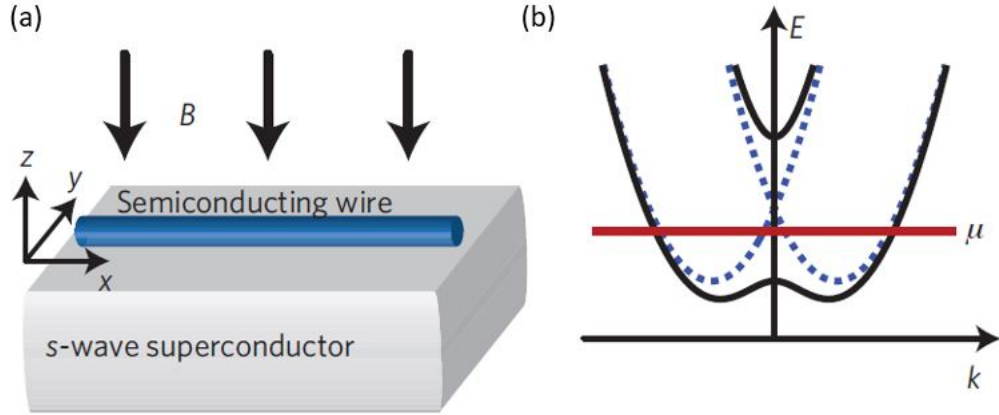 (a)
B
z
y
x
Semiconducting wire
s-wave superconductor
(b)
E
μ
k